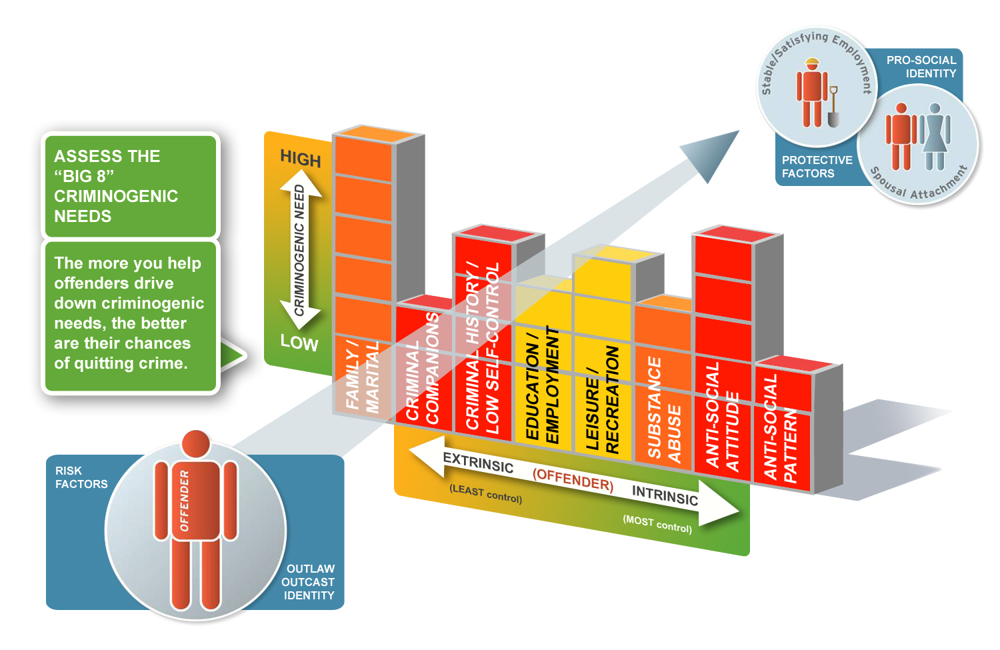 Stable/Satisfying Employment
PRO-SOCIAL
IDENTITY
PROTECTIVE
FACTORS
Spousal Attachment
ASSESS THE
“BIG 8”
CRIMINOGENIC
NEEDS
The more you help
offenders drive
down criminogenic
needs, the better
are their chances
of quitting crime.
HIGH
CRIMINOGENIC NEED
LOW
FAMILY /
MARITAL
CRIMINAL
COMPANIONS
CRIMINAL HISTORY /
LOW SELF-CONTROL
EDUCATION /
EMPLOYMENT
LEISURE /
RECREATION
SUBSTANCE
ABUSE
ANTI-SOCIAL
ATTITUDE
ANTI-SOCIAL
PATTERN
EXTRINSIC (OFFENDER) INTRINSIC
(LEAST control)
(MOST control)
RISK
FACTORS
OFFENDER
OUTLAW
OUTCAST
IDENTITY